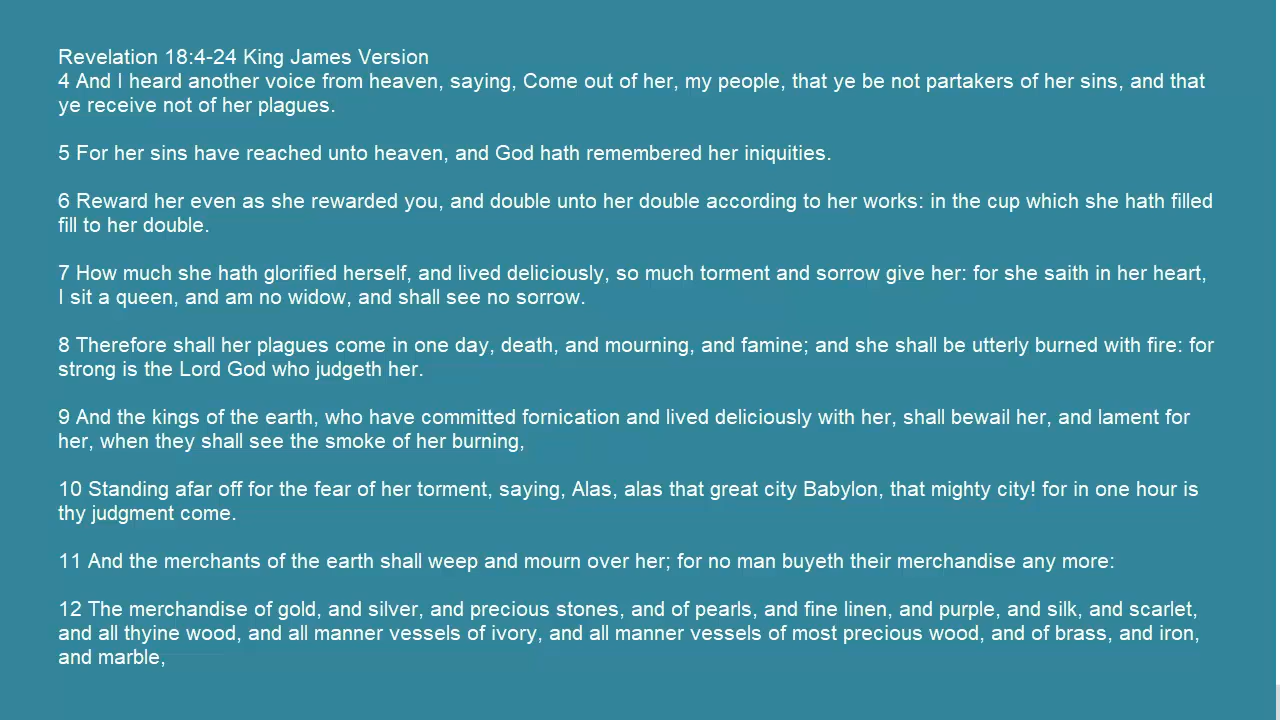 Revelation 18:4-24 King James Version
4 And I heard another voice from heaven, saying, Come out of her, my people, that ye be not partakers of her sins, and that
ye receive not of her plagues.
5 For her sins have reached unto heaven, and God hath remembered her iniquities.
6 Reward her even as she rewarded you, and double unto her double according to her works: in the cup which she hath filled
fill to her double.
7 How much she hath glorified herself, and lived deliciously, so much torment and sorrow give her: for she saith in her heart,
I sit a queen, and am no widow, and shall see no sorrow.
8 Therefore shall her plagues come in one day, death, and mourning, and famine; and she shall be utterly burned with fire: for
strong is the Lord God who judgeth her.
9 And the kings of the earth, who have committed fornication and lived deliciously with her, shall bewail her, and lament for
her, when they shall see the smoke of her burning,
10 Standing afar off for the fear of her torment, saying, Alas, alas that great city Babylon, that mighty city! for in one hour is
thy judgment come.
11 And the merchants of the earth shall weep and mourn over her; for no man buyeth their merchandise any more:
12 The merchandise of gold, and silver, and precious stones, and of pearls, and fine linen, and purple, and silk, and scarlet,
and all thyine wood, and all manner vessels of ivory, and all manner vessels of most precious wood, and of brass, and iron,
and marble,